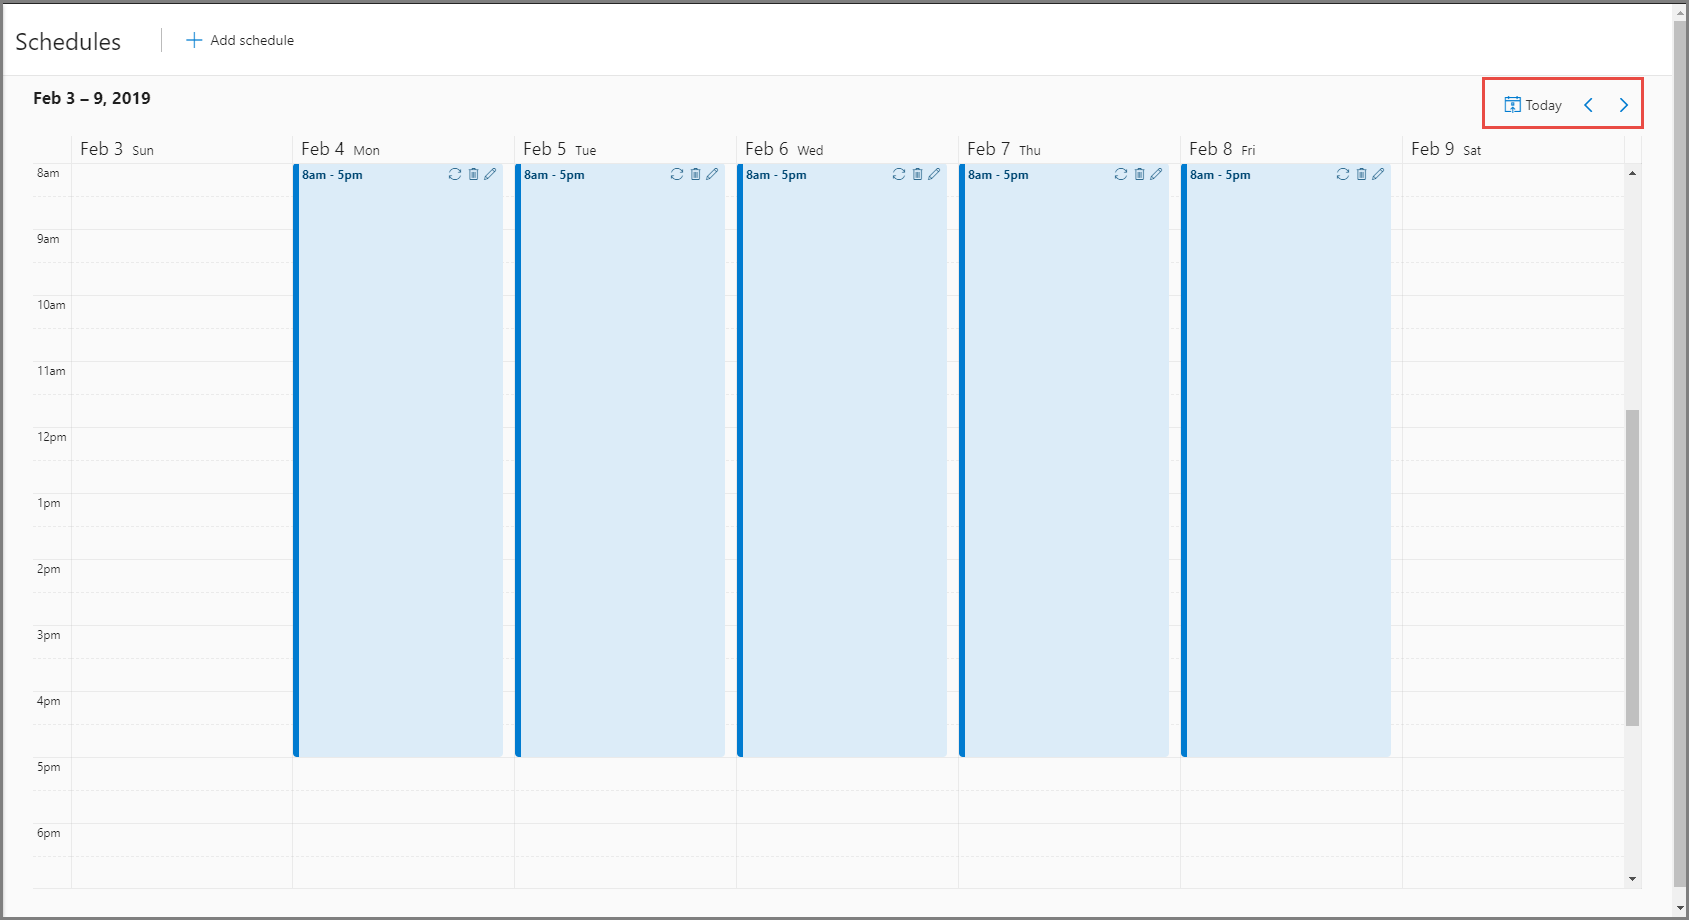 Schedules
Add schedule
Feb 3 – 9, 2019
Today
Feb 3 Sun
Feb 4 Mon
Feb 5 Tue
Feb 6 Wed
Feb 7 Thu
Feb 8 Fri
Feb 9 Sat
8am
8am - 5pm
8am - 5pm
8am - 5pm
8am - 5pm
8am - 5pm
9am
10am
11am
12pm
1pm
2pm
3pm
4pm
5pm
6pm